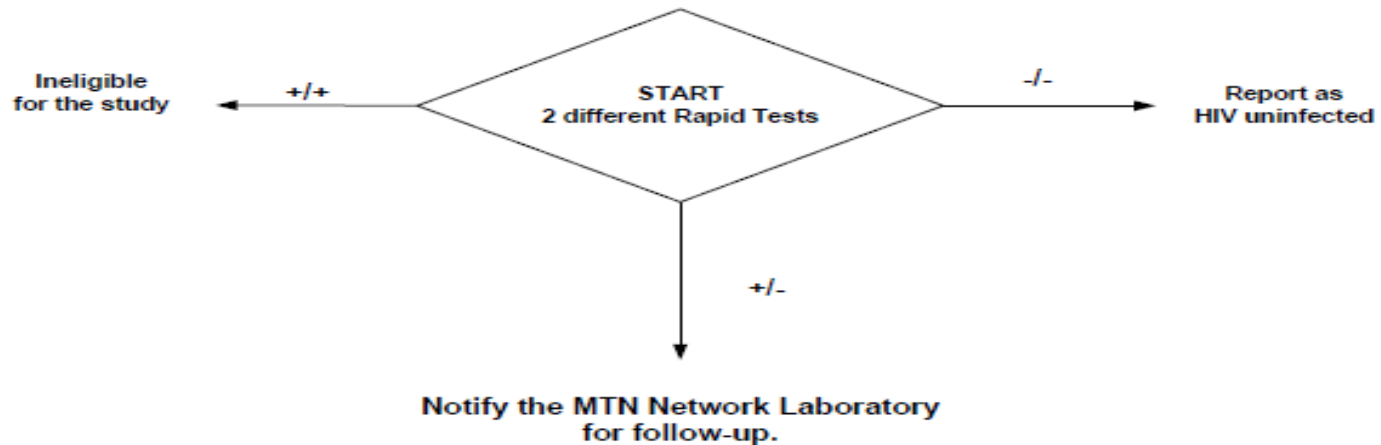 Ineligible
for the study
+/+
START
2 different Rapid Tests
-/-
Report as
HIV uninfected
+/-
Notify the MTN Network Laboratory
for follow-up.